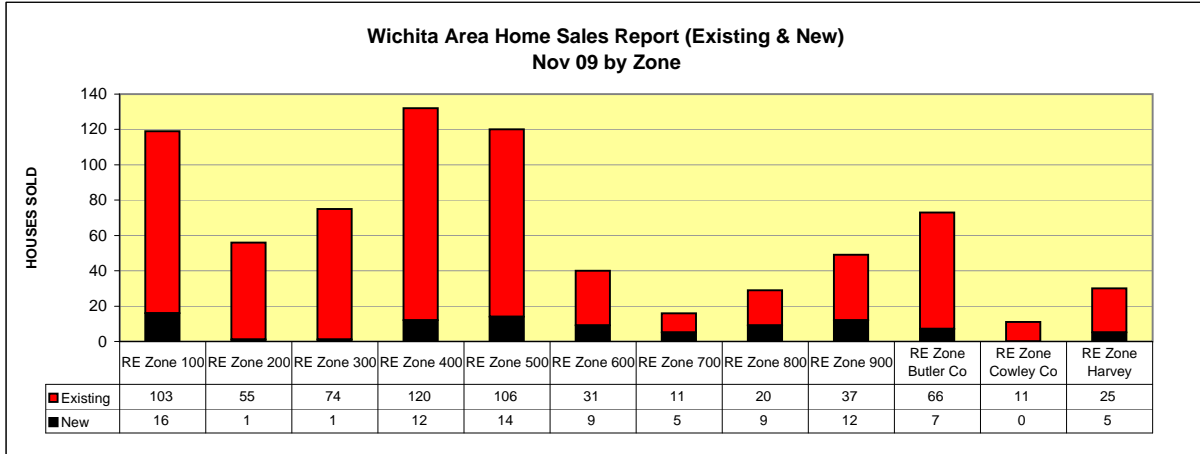 Wichita Area Home Sales Report (Existing & New)
Nov 09 by Zone
140
120
100
80
60
40
20
0
HOUSES SOLD
RE Zone 100 RE Zone 200 RE Zone 300 RE Zone 400 RE Zone 500 RE Zone 600 RE Zone 700 RE Zone 800 RE Zone 900 RE Zone Butler Co RE Zone Cowley Co RE Zone Harvey
Existing 103 55 74 120 106 31 11 20 37 66 11 25
New 16 1 1 12 14 9 5 9 12 7 0 5